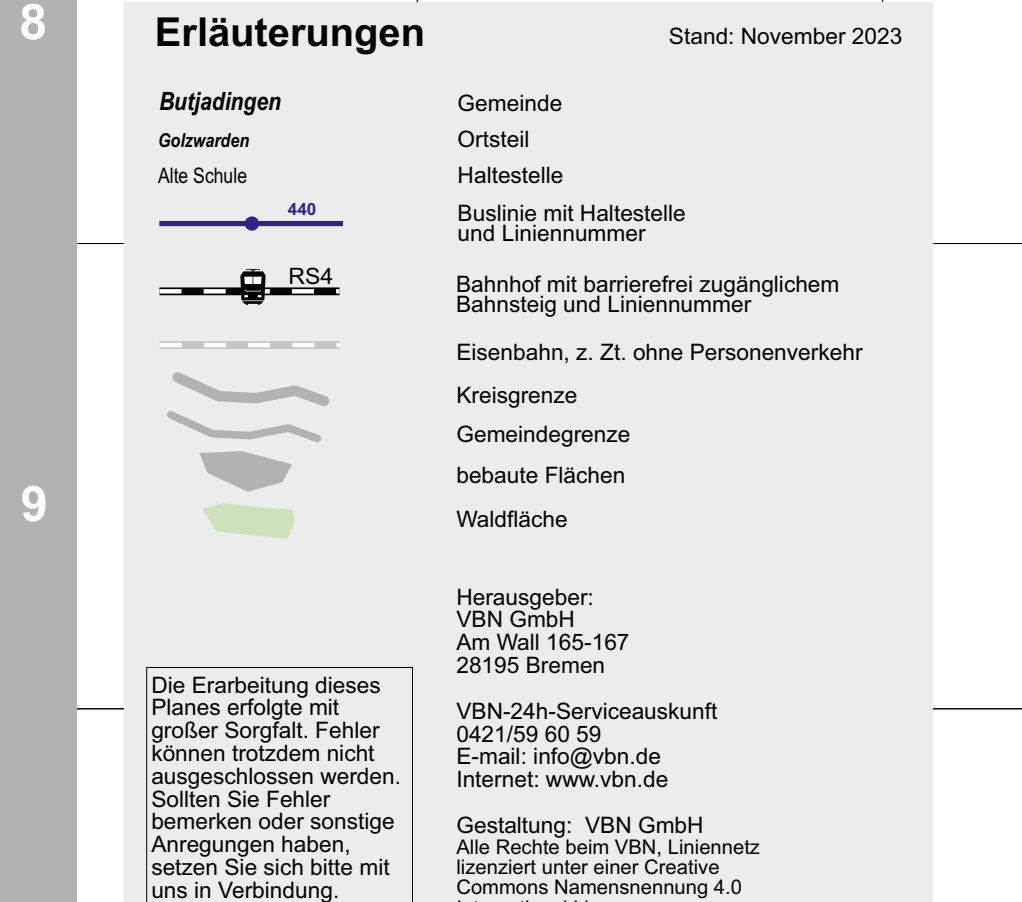 8
Erläuterungen
Stand: November 2023
Butjadingen
Gemeinde
Golzwarden
Ortsteil
Alte Schule
Haltestelle
440
Buslinie mit Haltestelle
und Liniennummer
RS4
Bahnhof mit barrierefrei zugänglichem
Bahnsteig und Liniennummer
Eisenbahn, z. Zt. ohne Personenverkehr
Kreisgrenze
Gemeindegrenze
bebaute Flächen
9
Waldfläche
Herausgeber:
VBN GmbH
Am Wall 165-167
28195 Bremen
VBN-24h-Serviceauskunft
0421/59 60 59
E-mail: info@vbn.de
Internet: www.vbn.de
Gestaltung: VBN GmbH
Alle Rechte beim VBN, Liniennetz
lizenziert unter einer Creative
Commons Namensnennung 4.0
Die Erarbeitung dieses
Planes erfolgte mit
großer Sorgfalt. Fehler
können trotzdem nicht
ausgeschlossen werden.
Sollten Sie Fehler
bemerken oder sonstige
Anregungen haben,
setzen Sie sich bitte mit
uns in Verbindung.